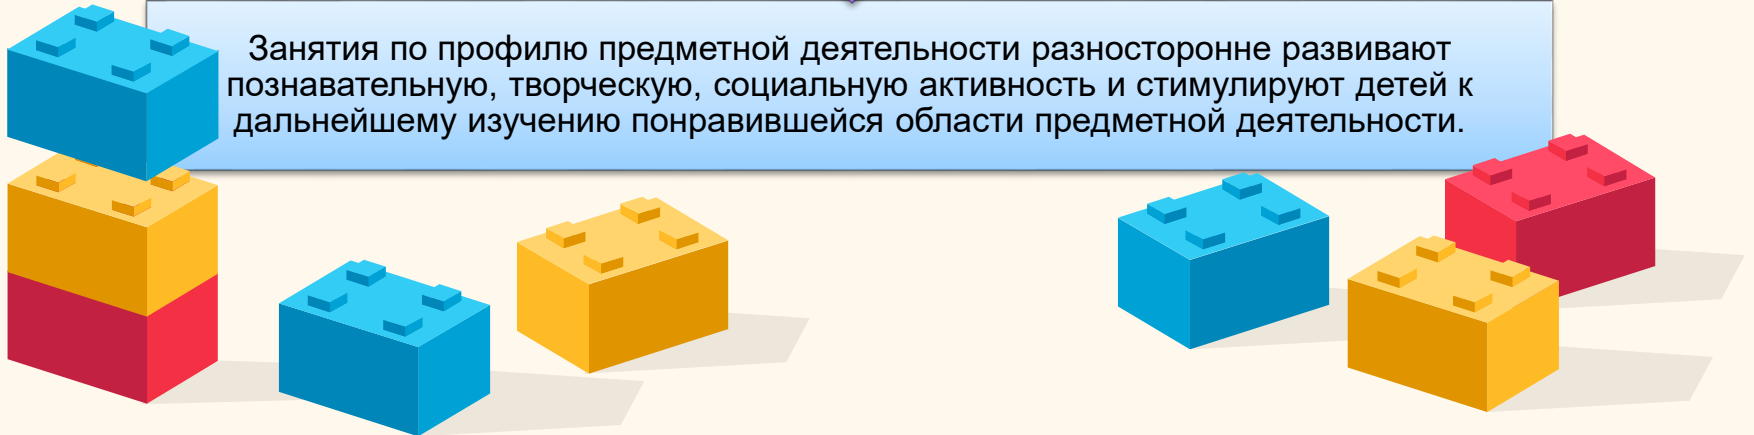 Занятия по профилю предметной деятельности разносторонне развивают
познавательную, творческую, социальную активность и стимулируют детей к
дальнейшему изучению понравившейся области предметной деятельности.